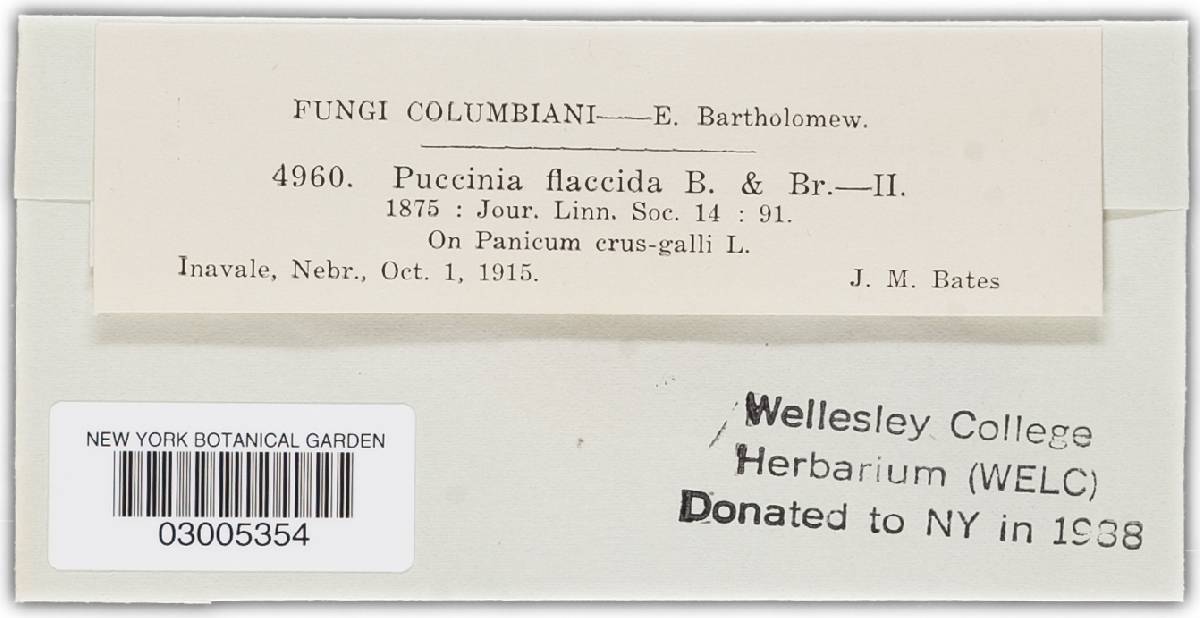 FUNGI COLUMBIANI—E. Bartholomew.
4960. Puccinia flaccida B. & Br.—II.
1875 : Jour. Linn. Soc. 14 : 91.
On Panicum crus-galli L.
Inavale, Nebr., Oct. 1, 1915. J. M. Bates
NEW YORK BOTANICAL GARDEN
03005354
Wellesley College
Herbarium (WELC)
Donated to NY in 1988